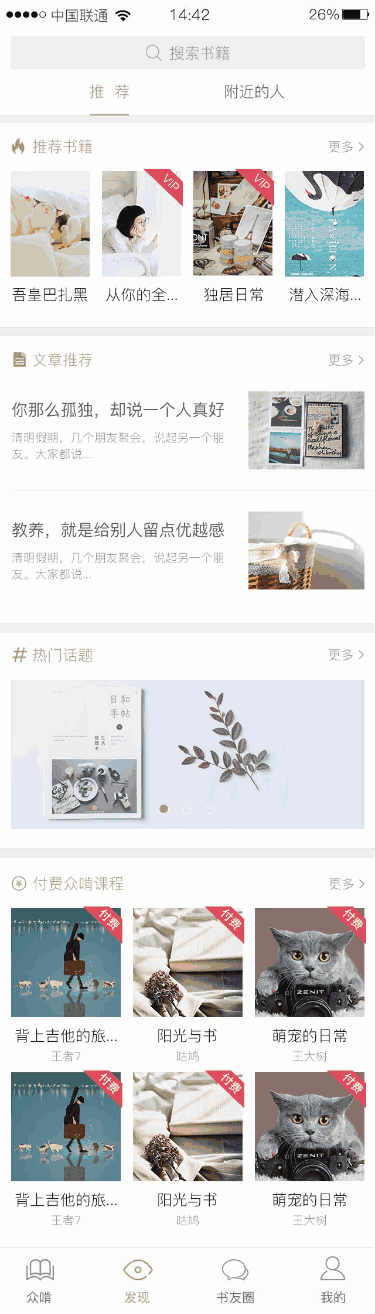 中国联通 14:42 26%
搜索书籍
推荐 附近的人
推荐书籍 更多
VIP VIP
吾皇巴扎黑 从你的全... 独居日常 潜入深海...
文章推荐 更多
你那么孤独，却说一个人真好
清明假期，几个朋友聚会，说起另一个朋
友。大家都说...
教养，就是给别人留点优越感
清明假期，几个朋友聚会，说起另一个朋
友。大家都说...
# 热门话题 更多
日和
手帖
付费众啃课程 更多
付费 付费 付费
ZENIT
背上吉他的旅... 阳光与书 萌宠的日常
王者7 咕鸠 王大树
付费 付费 付费
ZENIT
背上吉他的旅... 阳光与书 萌宠的日常
王者7 咕鸠 王大树
众啃 发现 书友圈 我的